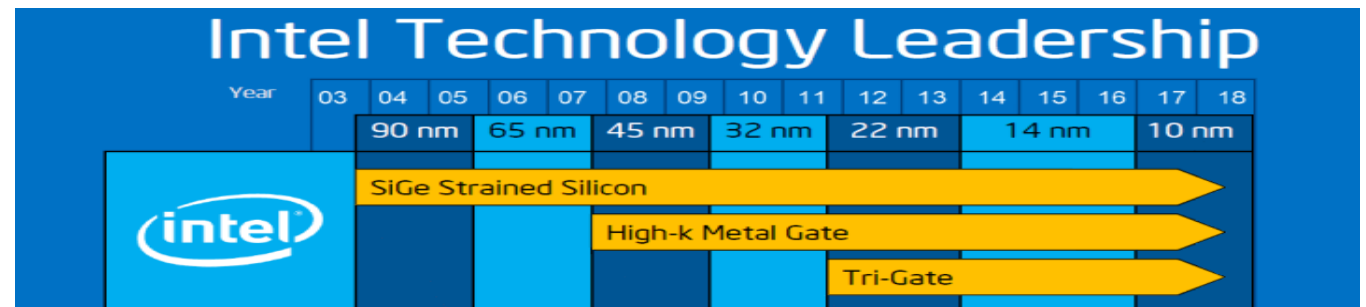 Intel Technology Leadership
Year 03 04 05 06 07 08 09 10 11 12 13 14 15 16 17 18
90 nm 65 nm 45 nm 32 nm 22 nm 14 nm 10 nm
SiGe Strained Silicon
intel
High-k Metal Gate
Tri-Gate